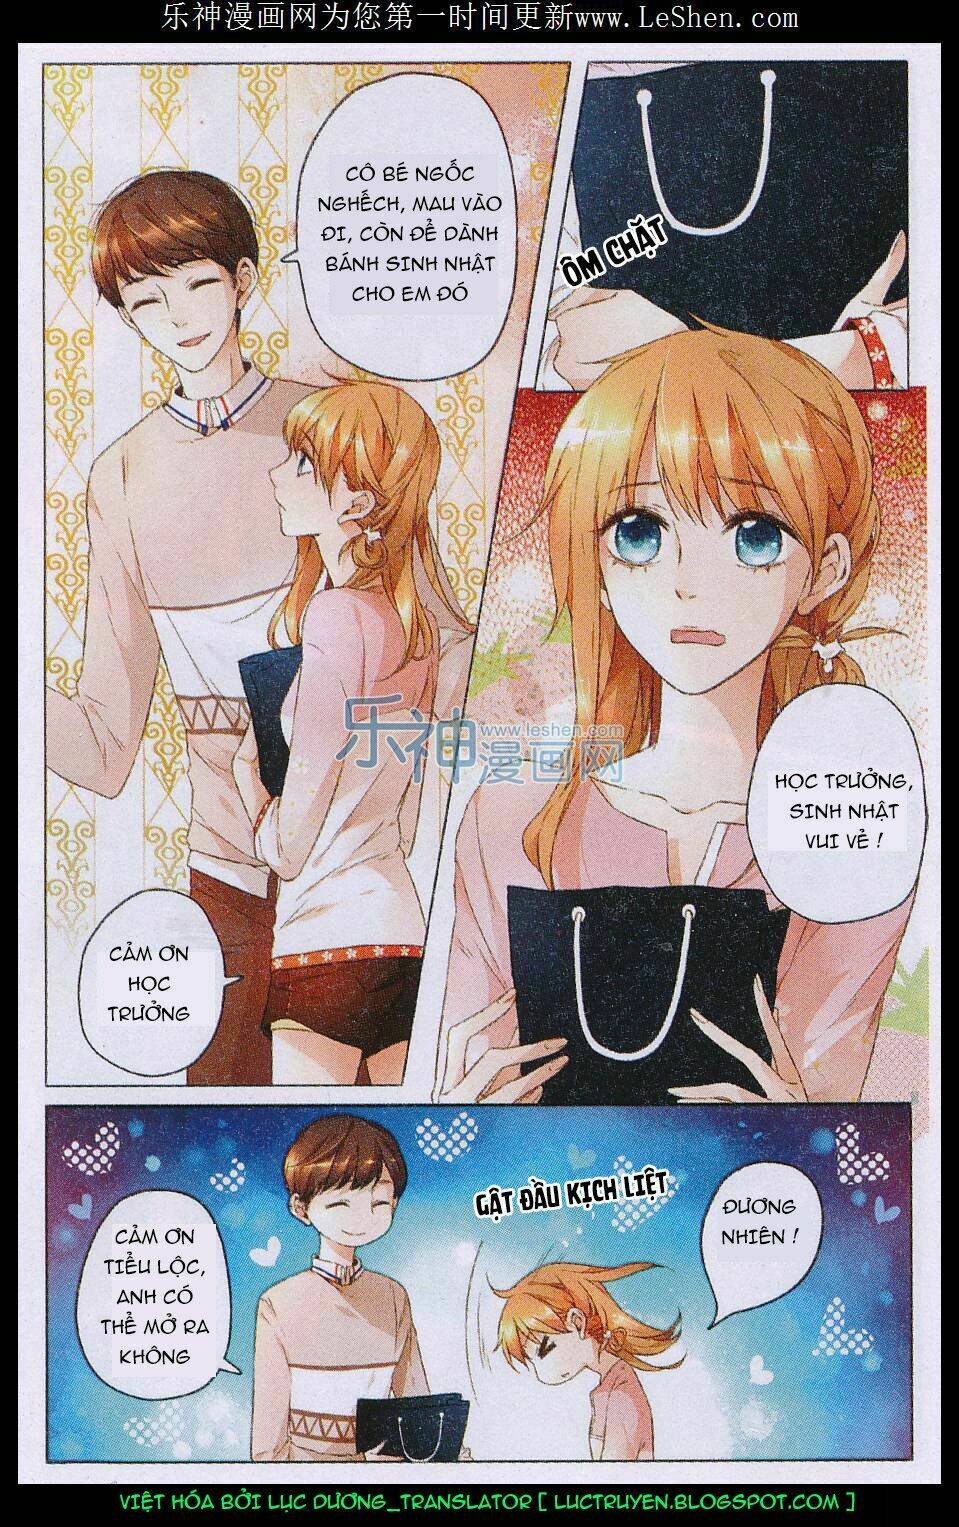 乐神漫画网为您第一时间更新www.LeShen.com
CÔ BÉ NGỐC
NGHẾCH, MAU VÀO
ĐI, CÒN ĐỂ DÀNH
BÁNH SINH NHẬT
CHO EM ĐÓ
ÔM CHẶT
HỌC TRƯỞNG,
SINH NHẬT
VUI VẺ !
乐神漫画网
www.leshen.com
CẢM ƠN
HỌC
TRƯỞNG
GẬT ĐẦU KỊCH LIỆT
ĐƯƠNG
NHIÊN !
CẢM ƠN
TIỂU LỘC,
ANH CÓ
THỂ MỞ RA
KHÔNG
VIỆT HÓA BỞI LỤC DƯƠNG_TRANSLATOR [ LUCTRUYEN.BLOGSPOT.COM ]